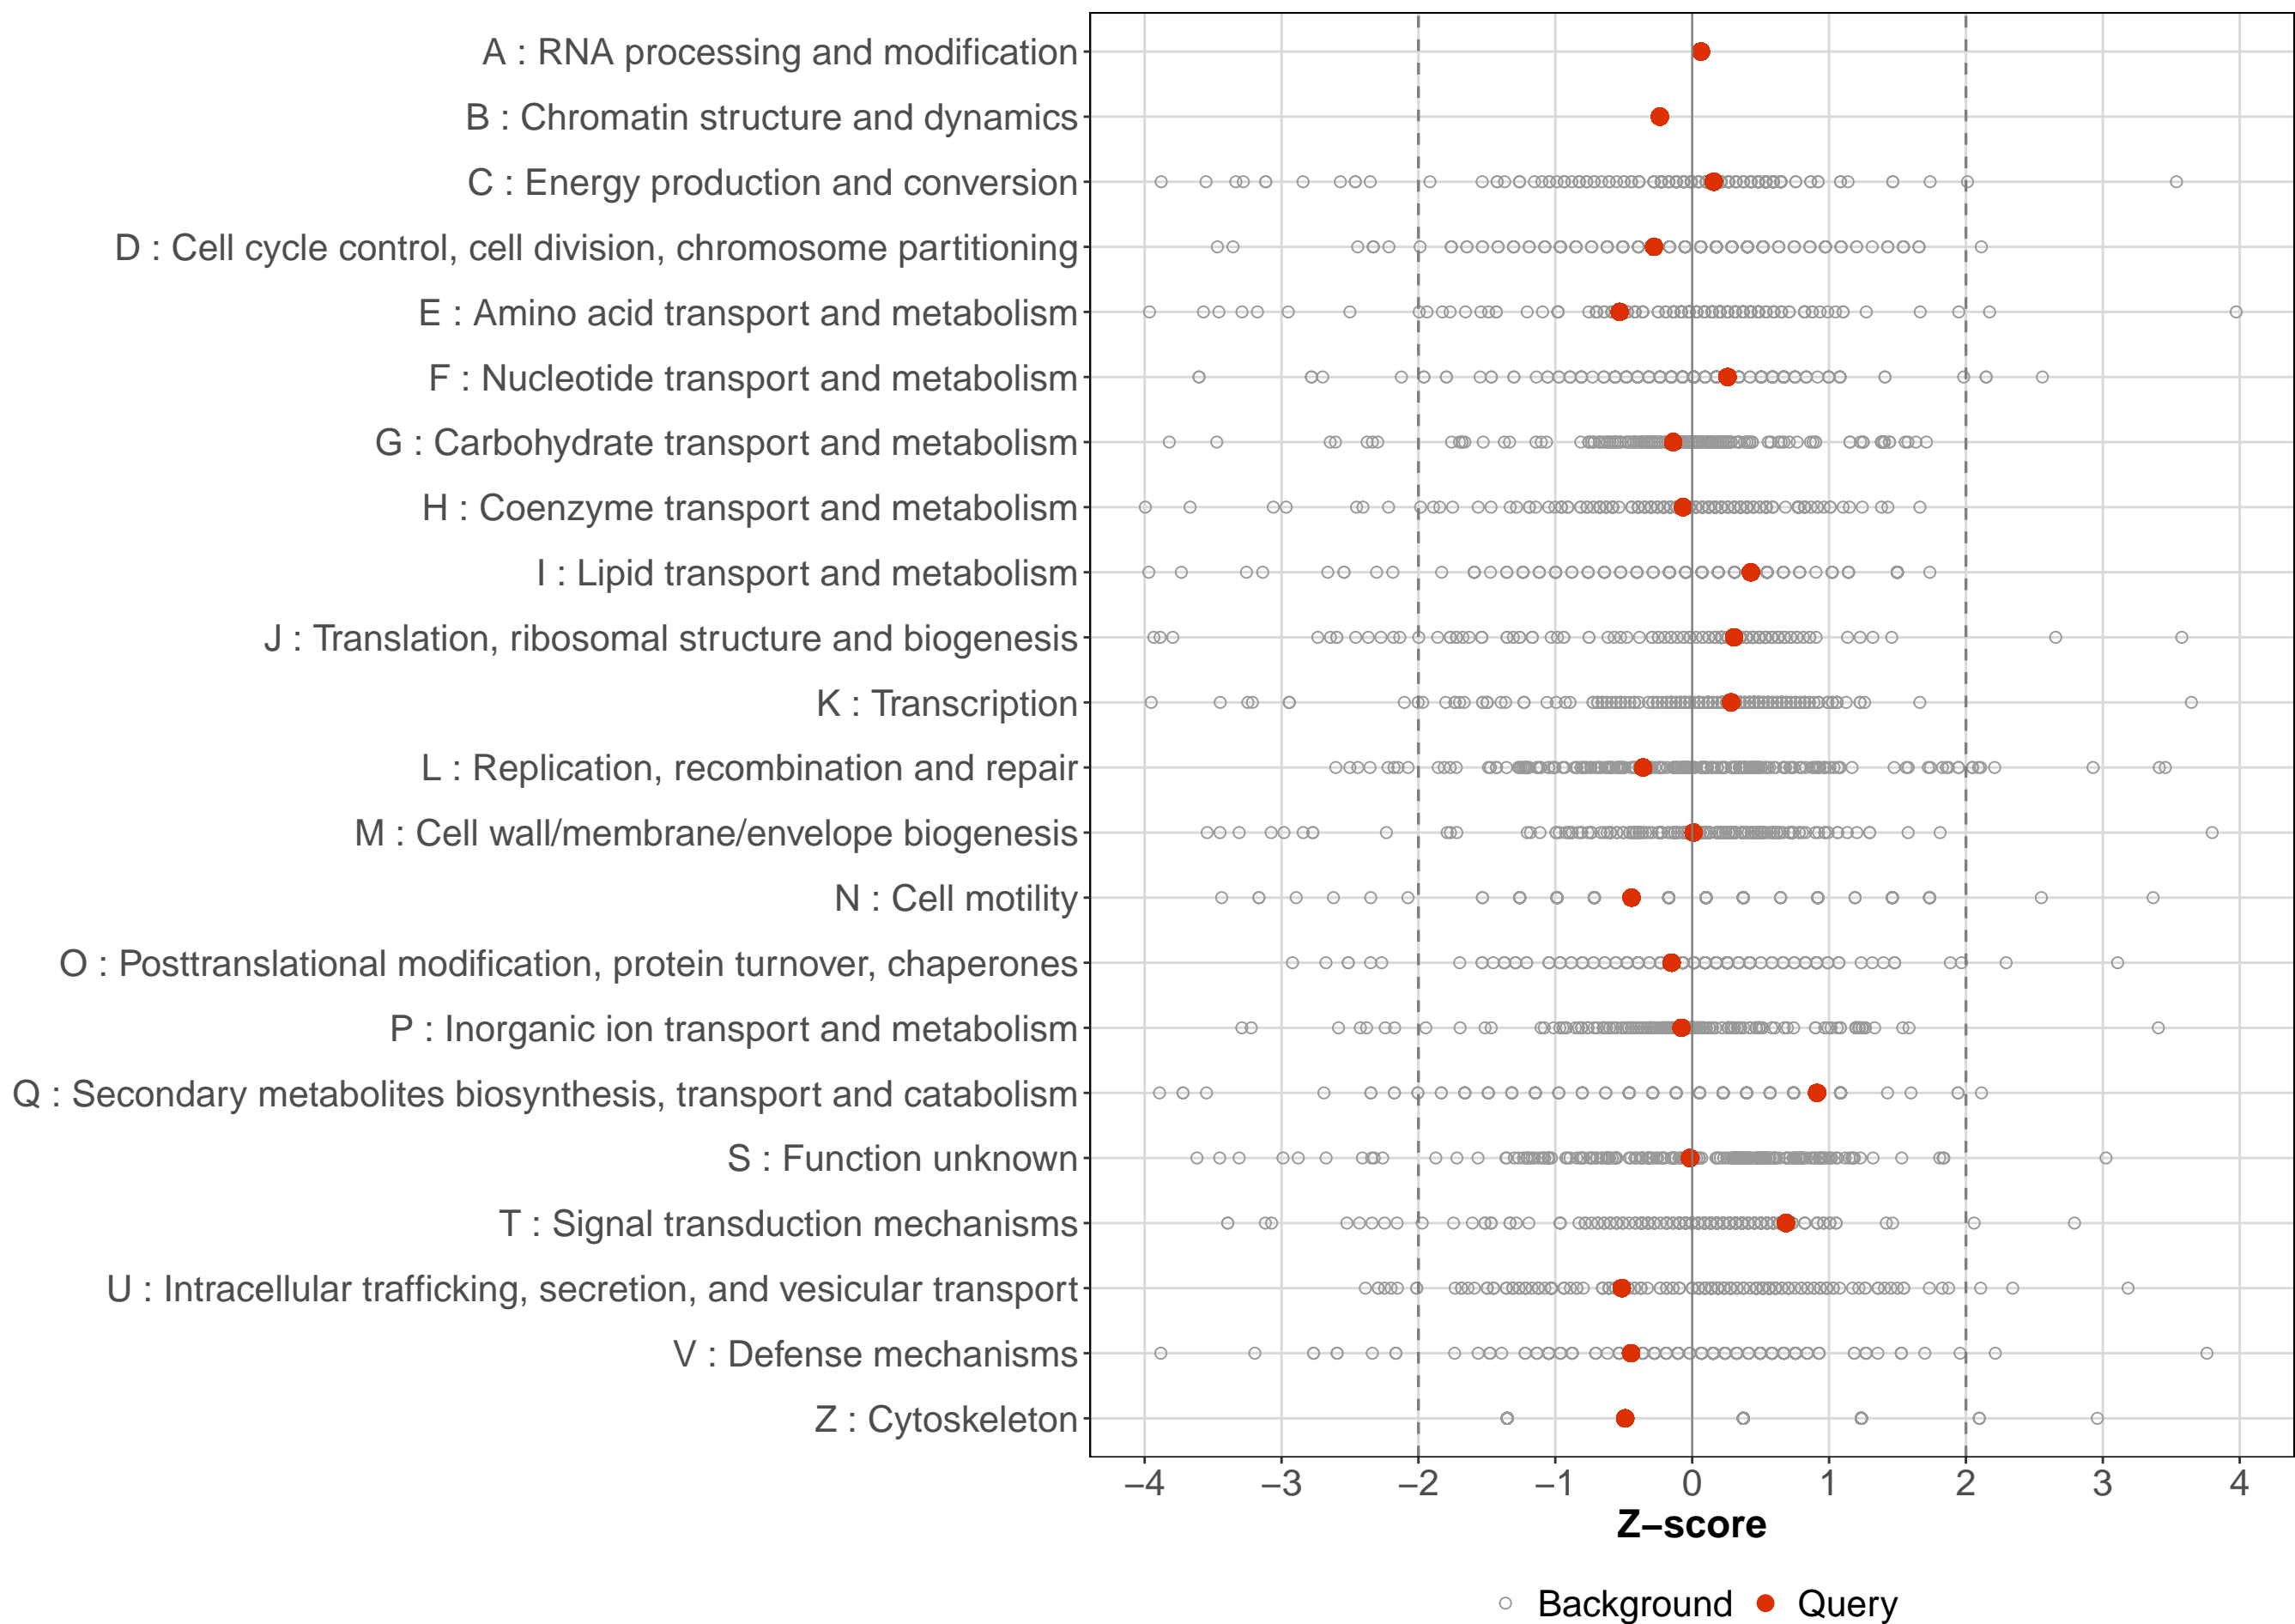 A : RNA processing and modification
B : Chromatin structure and dynamics
C : Energy production and conversion
D : Cell cycle control, cell division, chromosome partitioning
E : Amino acid transport and metabolism
F : Nucleotide transport and metabolism
G : Carbohydrate transport and metabolism
H : Coenzyme transport and metabolism
I : Lipid transport and metabolism
J : Translation, ribosomal structure and biogenesis
K : Transcription
L : Replication, recombination and repair
M : Cell wall/membrane/envelope biogenesis
N : Cell motility
O : Posttranslational modification, protein turnover, chaperones
P : Inorganic ion transport and metabolism
Q : Secondary metabolites biosynthesis, transport and catabolism
S : Function unknown
T : Signal transduction mechanisms
U : Intracellular trafficking, secretion, and vesicular transport
V : Defense mechanisms
Z : Cytoskeleton
−4 −3 −2 −1 0 1 2 3 4
Z−score
Background Query